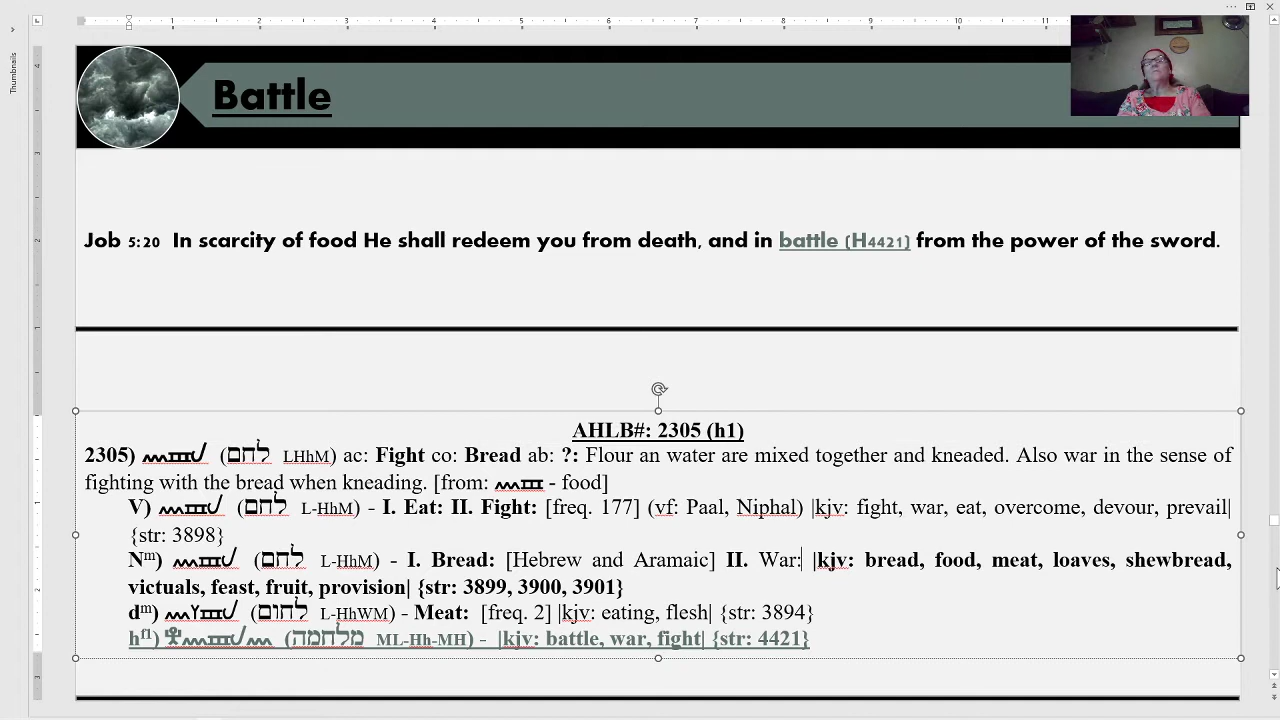 Thumbnails
Battle
Job 5:20 In scarcity of food He shall redeem you from death, and in battle (H4421) from the power of the sword.
AHLB#: 2305 (h1)
2305) (לחם LHhM) ac: Fight co: Bread ab: ?: Flour an water are mixed together and kneaded. Also war in the sense of
fighting with the bread when kneading. [from: - food]
V) (לחם L-HhM) - I. Eat: II. Fight: [freq. 177] (vf: Paal, Niphal) |kjv: fight, war, eat, overcome, devour, prevail|
{str: 3898}
Nm) (לחם L-HhM) - I. Bread: [Hebrew and Aramaic] II. War: |kjv: bread, food, meat, loaves, shewbread,
victuals, feast, fruit, provision| {str: 3899, 3900, 3901}
dm) (לחום L-HhWM) - Meat: [freq. 2] |kjv: eating, flesh| {str: 3894}
hf1) (מלחמה ML-Hh-MH) - |kjv: battle, war, fight| {str: 4421}